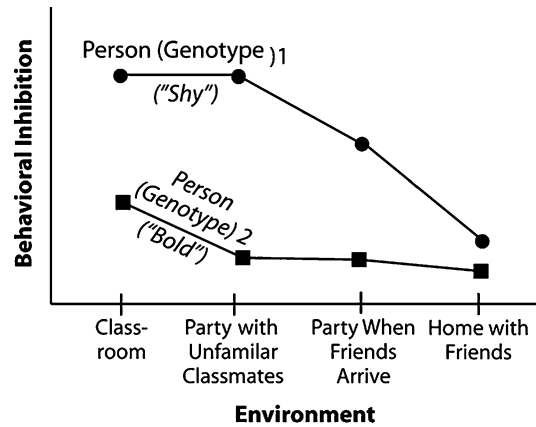 Behavioral Inhibition
Person (Genotype )1
("Shy")
Person
(Genotype) 2
("Bold")
Class-
room
Party with
Unfamilar
Classmates
Party When
Friends
Arrive
Home with
Friends
Environment